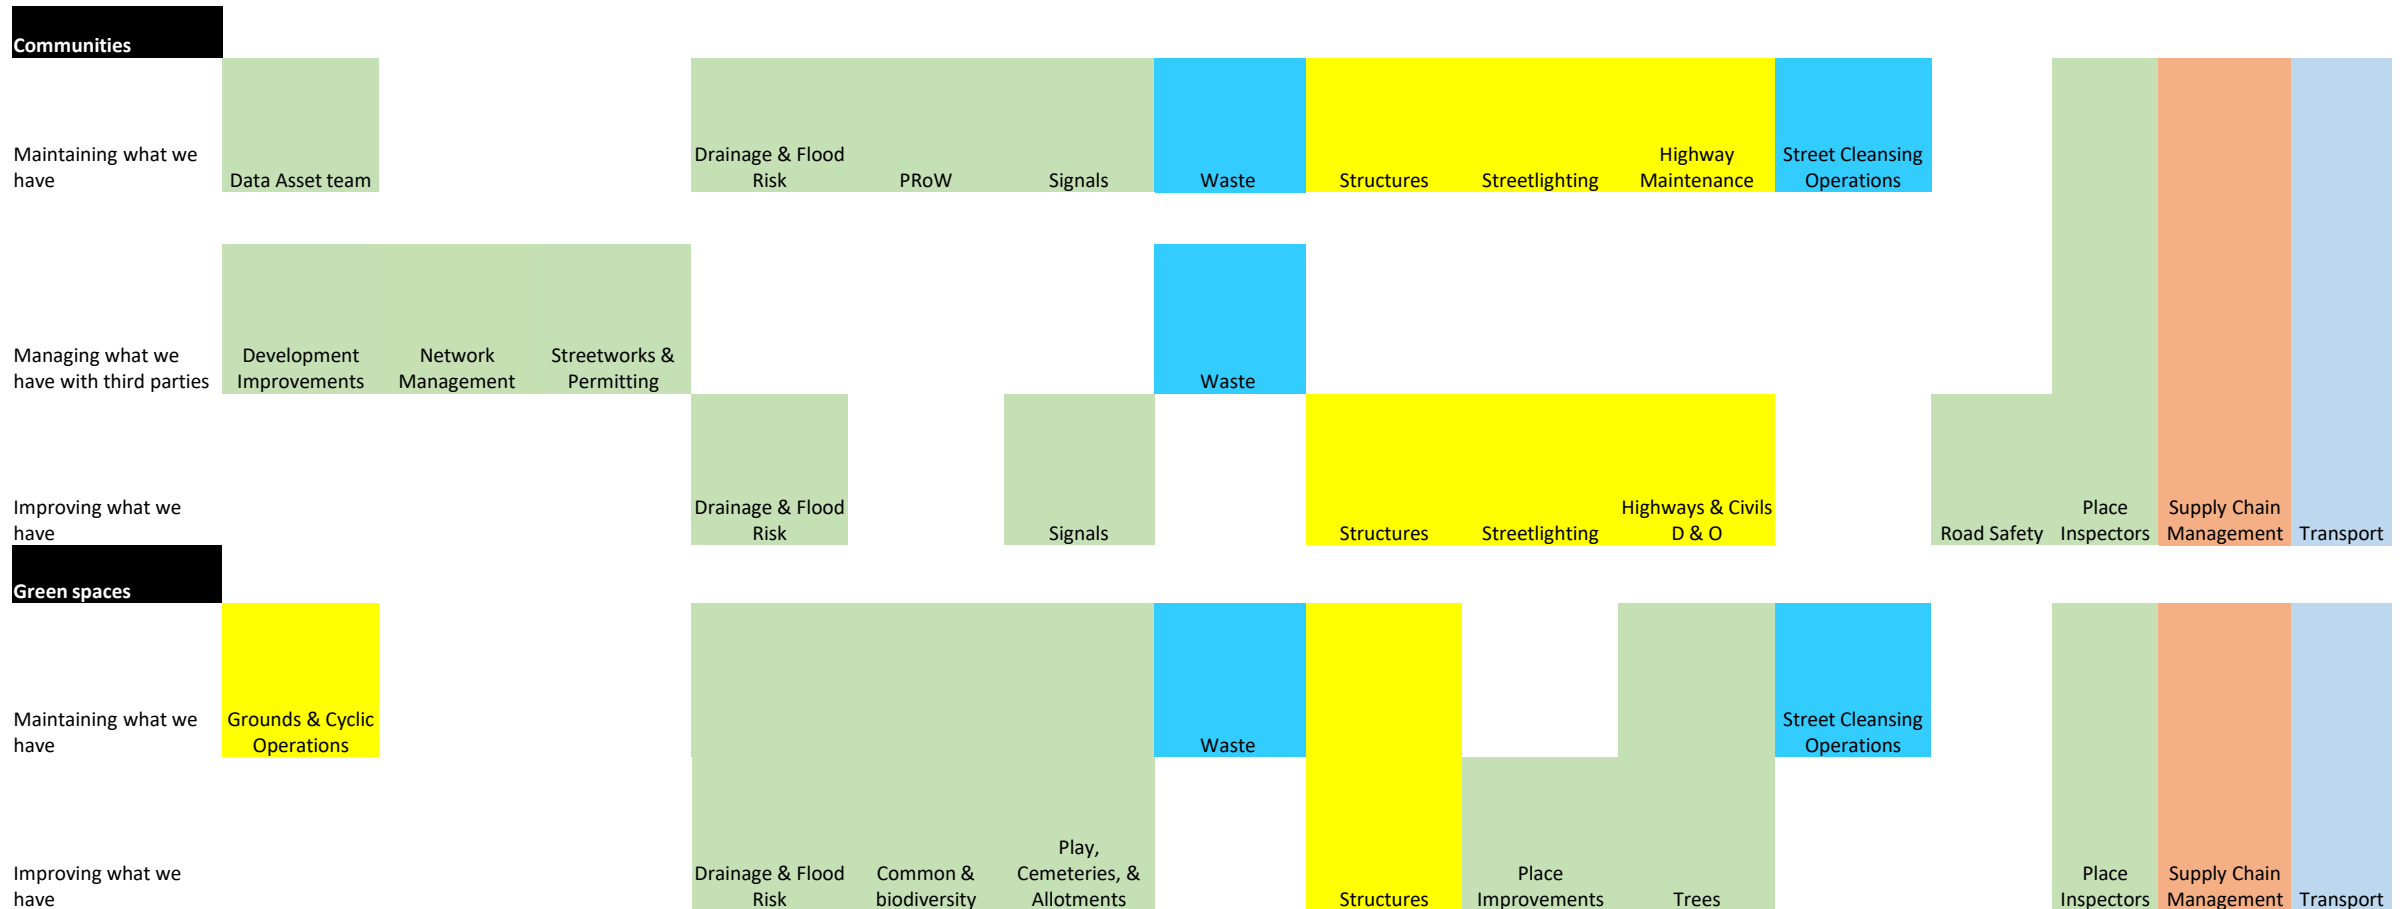 Communities
Maintaining what we
have
Data Asset team
Drainage & Flood
Risk
PRoW
Signals
Waste
Structures
Streetlighting
Highway
Maintenance
Street Cleansing
Operations
Managing what we
have with third parties
Development
Improvements
Network
Management
Streetworks &
Permitting
Waste
Improving what we
have
Drainage & Flood
Risk
Signals
Structures
Streetlighting
Highways & Civils
D & O
Road Safety
Place
Inspectors
Supply Chain
Management
Transport
Green spaces
Maintaining what we
have
Grounds & Cyclic
Operations
Waste
Street Cleansing
Operations
Improving what we
have
Drainage & Flood
Risk
Common &
biodiversity
Play,
Cemeteries, &
Allotments
Structures
Place
Improvements
Trees
Place
Inspectors
Supply Chain
Management
Transport